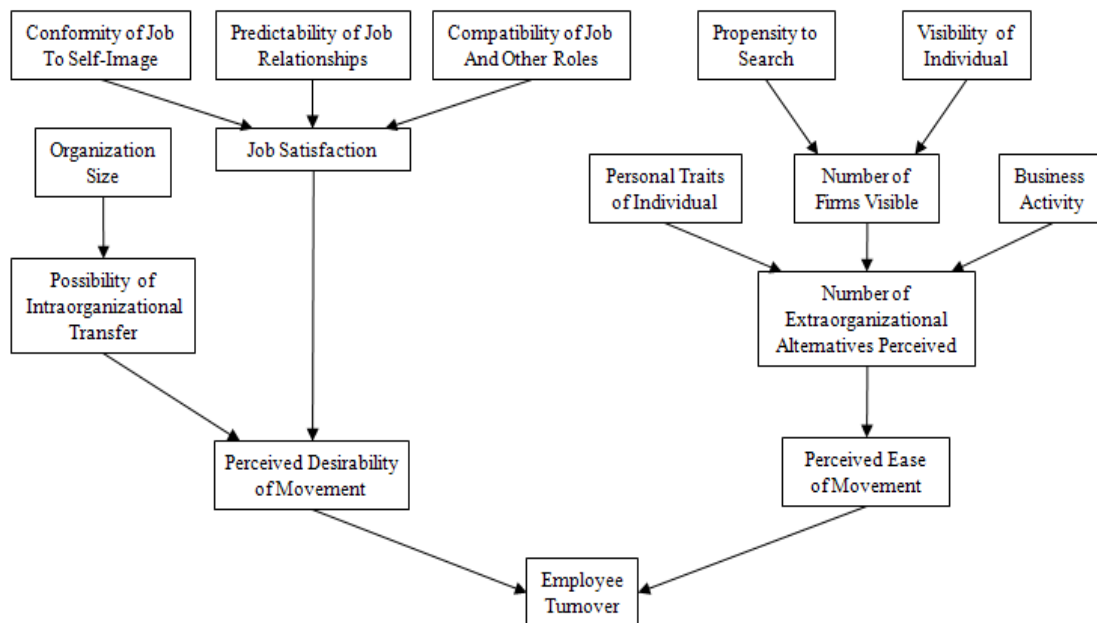 Conformity of Job
To Self-Image
Predictability of Job
Relationships
Compatibility of Job
And Other Roles
Propensity to
Search
Visibility of
Individual
Organization
Size
Job Satisfaction
Personal Traits
of Individual
Number of
Firms Visible
Business
Activity
Possibility of
Intraorganizational
Transfer
Number of
Extraorganizational
Alternatives Perceived
Perceived Desirability
of Movement
Perceived Ease
of Movement
Employee
Turnover